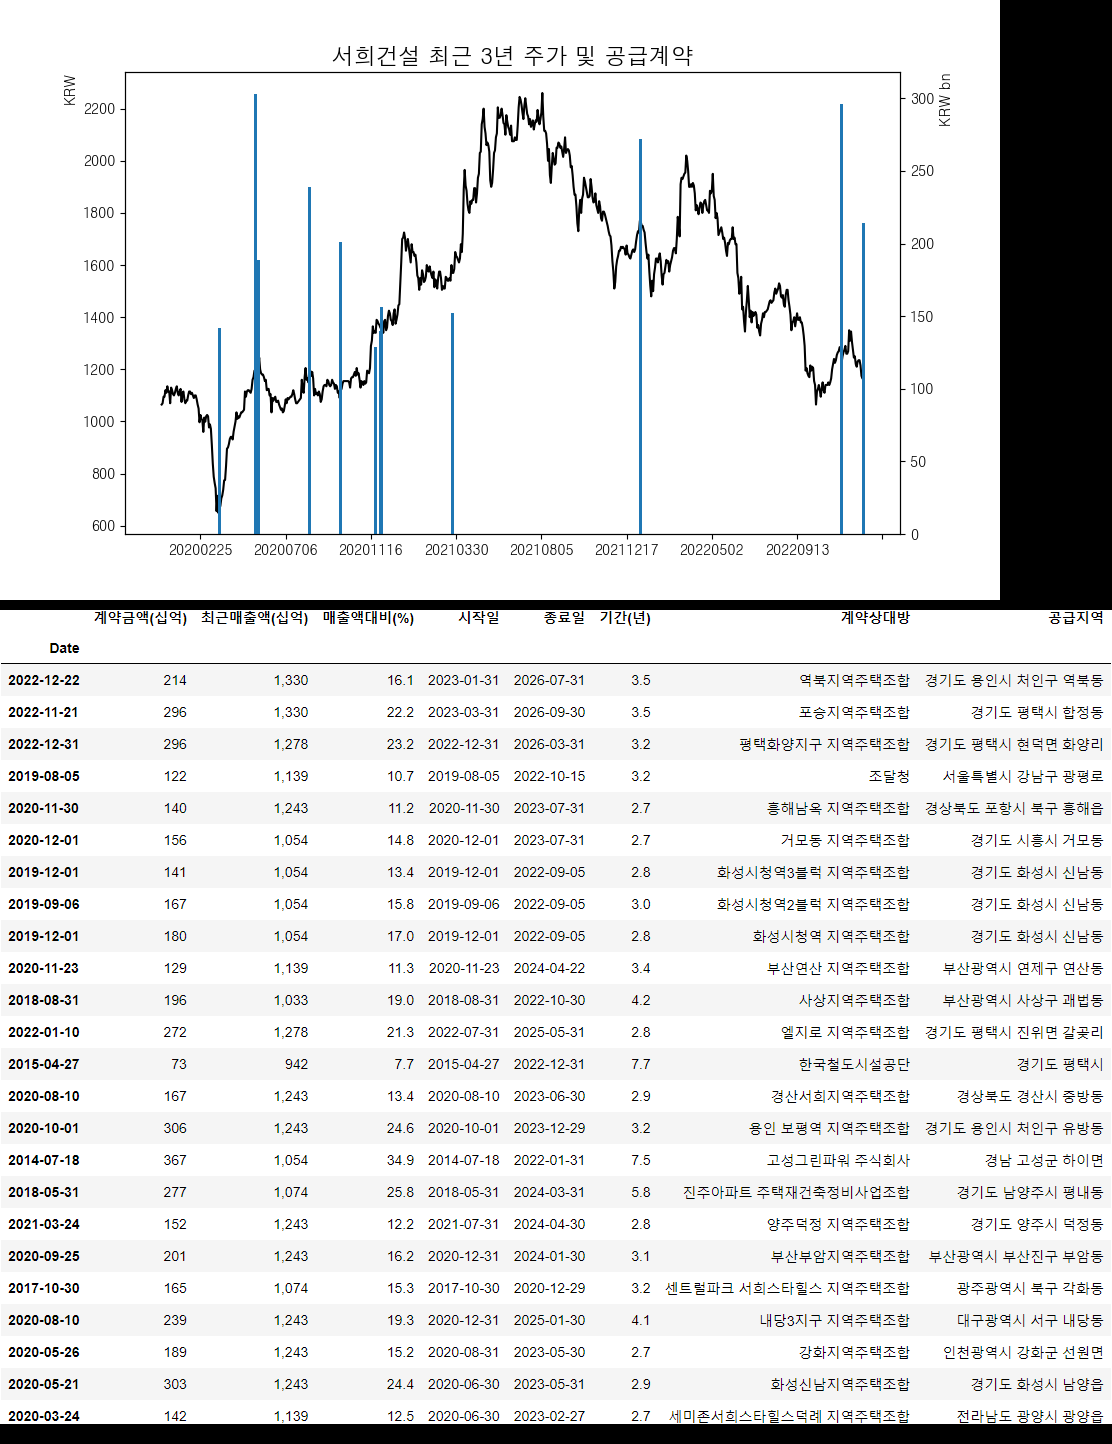 서희건설 최근 3년 주가 및 공급계약
KRW
KRW bn
2200
2000
1800
1600
1400
1200
1000
800
600
300
250
200
150
100
50
0
20200225 20200706 20201116 20210330 20210805 20211217 20220502 20220913
계약금액(십억) 최근매출액(십억) 매출액대비(%) 시작일 종료일 기간(년) 계약상대방 공급지역
Date
2022-12-22 214 1,330 16.1 2023-01-31 2026-07-31 3.5 역북지역주택조합 경기도 용인시 처인구 역북동
2022-11-21 296 1,330 22.2 2023-03-31 2026-09-30 3.5 포승지역주택조합 경기도 평택시 합정동
2022-12-31 296 1,278 23.2 2022-12-31 2026-03-31 3.2 평택화양지구 지역주택조합 경기도 평택시 현덕면 화양리
2019-08-05 122 1,139 10.7 2019-08-05 2022-10-15 3.2 조달청 서울특별시 강남구 광평로
2020-11-30 140 1,243 11.2 2020-11-30 2023-07-31 2.7 흥해남옥 지역주택조합 경상북도 포항시 북구 흥해읍
2020-12-01 156 1,054 14.8 2020-12-01 2023-07-31 2.7 거모동 지역주택조합 경기도 시흥시 거모동
2019-12-01 141 1,054 13.4 2019-12-01 2022-09-05 2.8 화성시청역3블럭 지역주택조합 경기도 화성시 신남동
2019-09-06 167 1,054 15.8 2019-09-06 2022-09-05 3.0 화성시청역2블럭 지역주택조합 경기도 화성시 신남동
2019-12-01 180 1,054 17.0 2019-12-01 2022-09-05 2.8 화성시청역 지역주택조합 경기도 화성시 신남동
2020-11-23 129 1,139 11.3 2020-11-23 2024-04-22 3.4 부산연산 지역주택조합 부산광역시 연제구 연산동
2018-08-31 196 1,033 19.0 2018-08-31 2022-10-30 4.2 사상지역주택조합 부산광역시 사상구 괘법동
2022-01-10 272 1,278 21.3 2022-07-31 2025-05-31 2.8 엘지로 지역주택조합 경기도 평택시 진위면 갈곶리
2015-04-27 73 942 7.7 2015-04-27 2022-12-31 7.7 한국철도시설공단 경기도 평택시
2020-08-10 167 1,243 13.4 2020-08-10 2023-06-30 2.9 경산서희지역주택조합 경상북도 경산시 중방동
2020-10-01 306 1,243 24.6 2020-10-01 2023-12-29 3.2 용인 보평역 지역주택조합 경기도 용인시 처인구 유방동
2014-07-18 367 1,054 34.9 2014-07-18 2022-01-31 7.5 고성그린파워 주식회사 경남 고성군 하이면
2018-05-31 277 1,074 25.8 2018-05-31 2024-03-31 5.8 진주아파트 주택재건축정비사업조합 경기도 남양주시 평내동
2021-03-24 152 1,243 12.2 2021-07-31 2024-04-30 2.8 양주덕정 지역주택조합 경기도 양주시 덕정동
2020-09-25 201 1,243 16.2 2020-12-31 2024-01-30 3.1 부산부암지역주택조합 부산광역시 부산진구 부암동
2017-10-30 165 1,074 15.3 2017-10-30 2020-12-29 3.2 센트럴파크 서희스타힐스 지역주택조합 광주광역시 북구 각화동
2020-08-10 239 1,243 19.3 2020-12-31 2025-01-30 4.1 내당3지구 지역주택조합 대구광역시 서구 내당동
2020-05-26 189 1,243 15.2 2020-08-31 2023-05-30 2.7 강화지역주택조합 인천광역시 강화군 선원면
2020-05-21 303 1,243 24.4 2020-06-30 2023-05-31 2.9 화성신남지역주택조합 경기도 화성시 남양읍
2020-03-24 142 1,139 12.5 2020-06-30 2023-02-27 2.7 세미존서희스타힐스덕례 지역주택조합 전라남도 광양시 광양읍